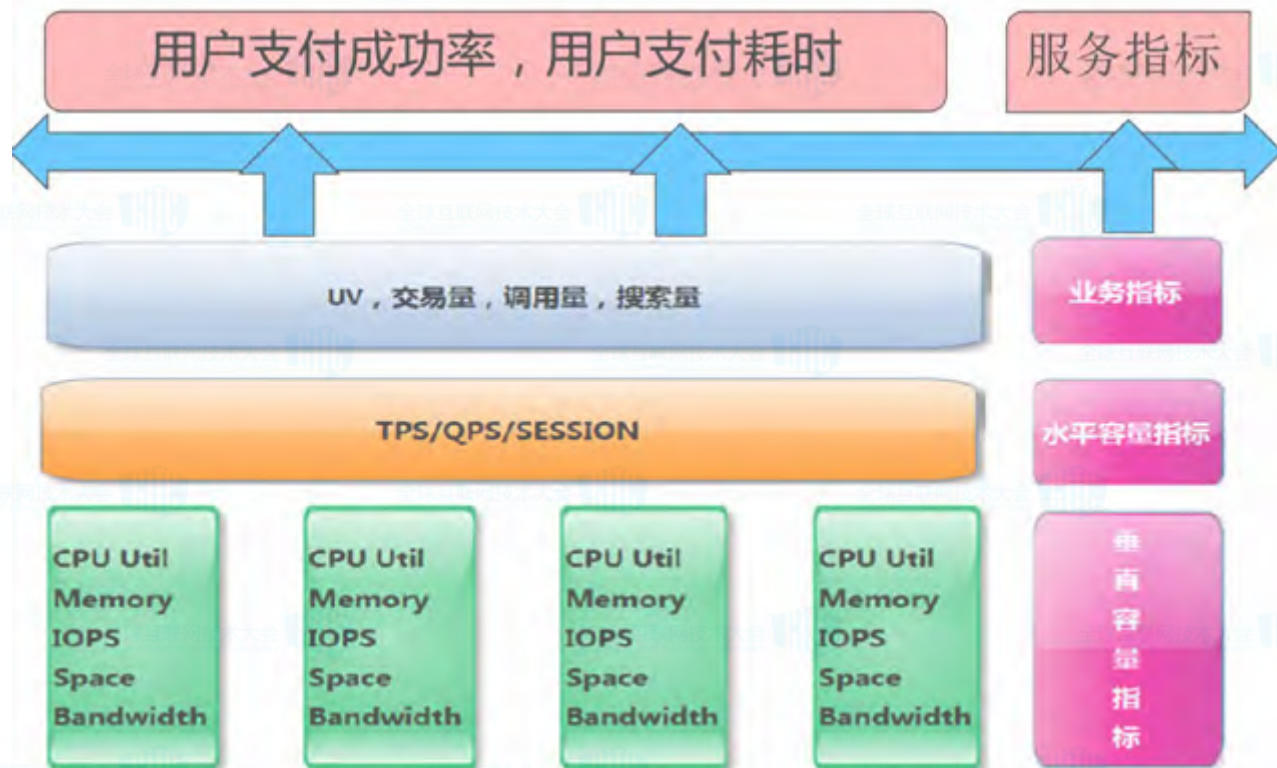 用户支付成功率，用户支付耗时
服务指标
UV，交易量，调用量，搜索量
业务指标
TPS/QPS/SESSION
水平容量指标
CPU Util
Memory
IOPS
Space
Bandwidth
CPU Util
Memory
IOPS
Space
Bandwidth
CPU Util
Memory
IOPS
Space
Bandwidth
CPU Util
Memory
IOPS
Space
Bandwidth
垂直容量指标